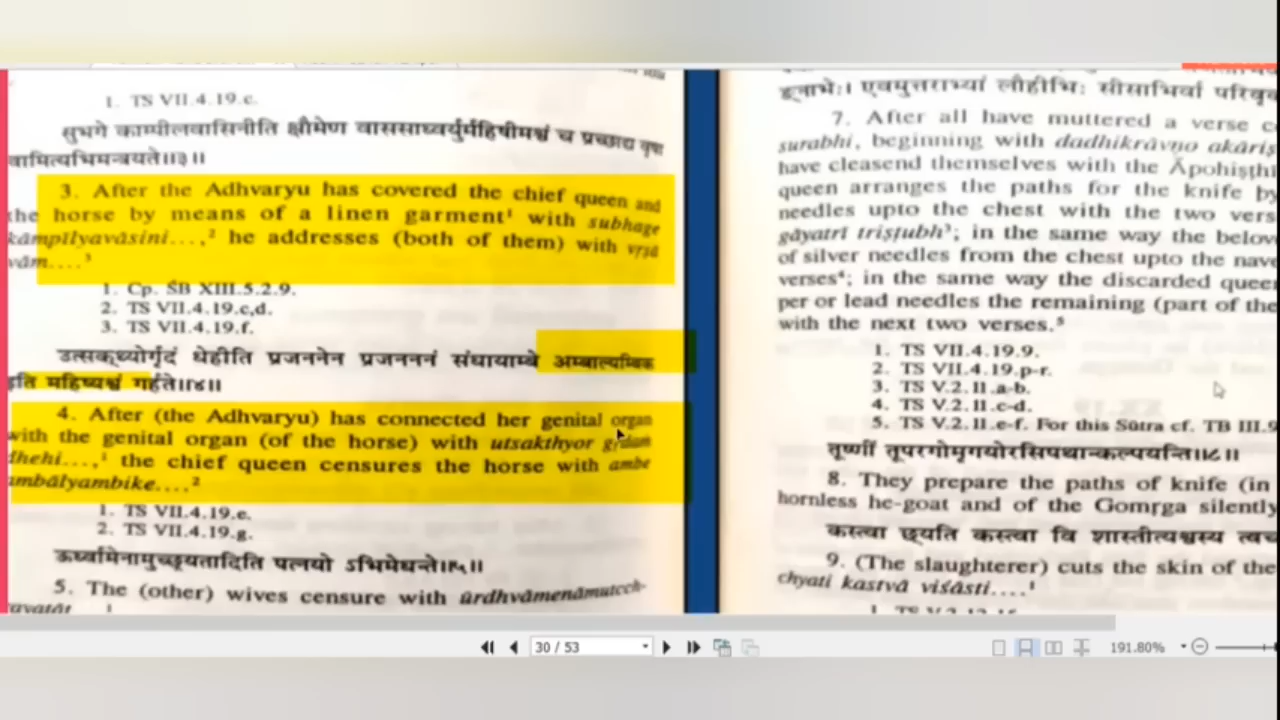 1. TS VII.4.19.c.
सुभगे काम्पीलवासिनीति क्षौमेण वाससाध्वर्युर्महिषीमश्वं च प्रच्छाद्य वृषा
वामित्यभिमन्त्रयते॥३॥
3. After the Adhvaryu has covered the chief queen and
the horse by means of a linen garment¹ with subhage
kāmpīlyavāsini...,² he addresses (both of them) with vṛṣā
vām....³
1. Cp. ŚB XIII.5.2.9.
2. TS VII.4.19.c,d.
3. TS VII.4.19.f.
उत्सक्थ्योर्गृदं धेहीति प्रजननेन प्रजननं संधायाम्बे अम्बाल्यम्बिक
इति महिष्यश्वं गर्हते॥४॥
4. After (the Adhvaryu) has connected her genital organ
with the genital organ (of the horse) with utsakthyor gṛdaṁ
dhehi...,¹ the chief queen censures the horse with ambe
ambālyambike....²
1. TS VII.4.19.e.
2. TS VII.4.19.g.
ऊर्ध्वामेनामुच्छ्रयतादिति पत्नयो ऽभिमेधन्ते॥५॥
5. The (other) wives censure with ūrdhvāmenāmutcch-
ङ्नाभेः। एवमुत्तराभ्यां लौहीभिः सीसाभिर्वा परिवृक
7. After all have muttered a verse c
surabhi, beginning with dadhikrāvṇo akāriṣ
have cleasend themselves with the Āpohiṣṭhī
queen arranges the paths for the knife by
needles upto the chest with the two vers
gāyatrī triṣṭubh³; in the same way the belov
of silver needles from the chest upto the nave
verses⁴; in the same way the discarded queen
per or lead needles the remaining (part of the
with the next two verses.⁵
1. TS VII.4.19.9.
2. TS VII.4.19.p-r.
3. TS V.2.11.a-b.
4. TS V.2.11.c-d.
5. TS V.2.11.e-f. For this Sūtra cf. TB III.9
तूष्णीं तूपरगोमृगयोरसिपथान्कल्पयन्ति॥८॥
8. They prepare the paths of knife (in
hornless he-goat and of the Gomṛga silently
कस्त्वा छ्यति कस्त्वा वि शास्तीत्यश्वस्य त्वच
9. (The slaughterer) cuts the skin of the
chyati kastvā viśāsti....¹
30 / 53
191.80%